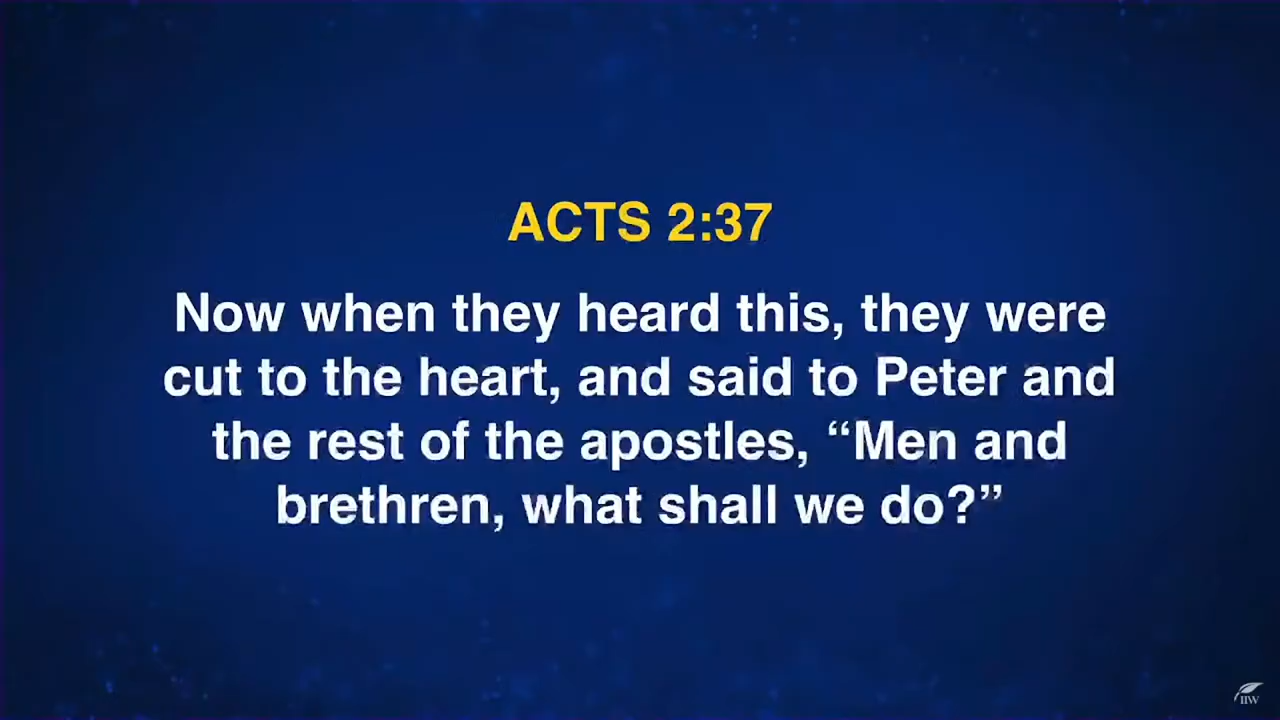 ACTS 2:37
Now when they heard this, they were
cut to the heart, and said to Peter and
the rest of the apostles, “Men and
brethren, what shall we do?”
IIW